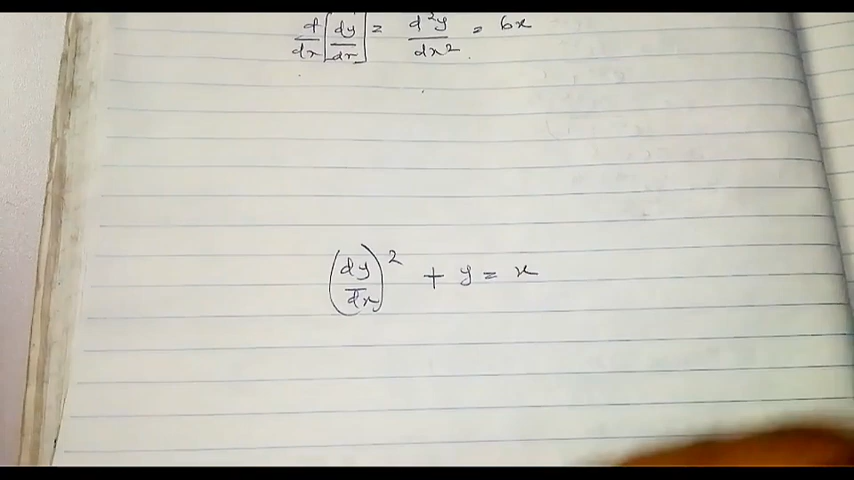 d/dx [dy/dx] = d²y/dx² = 6x
(dy/dx)² + y = x